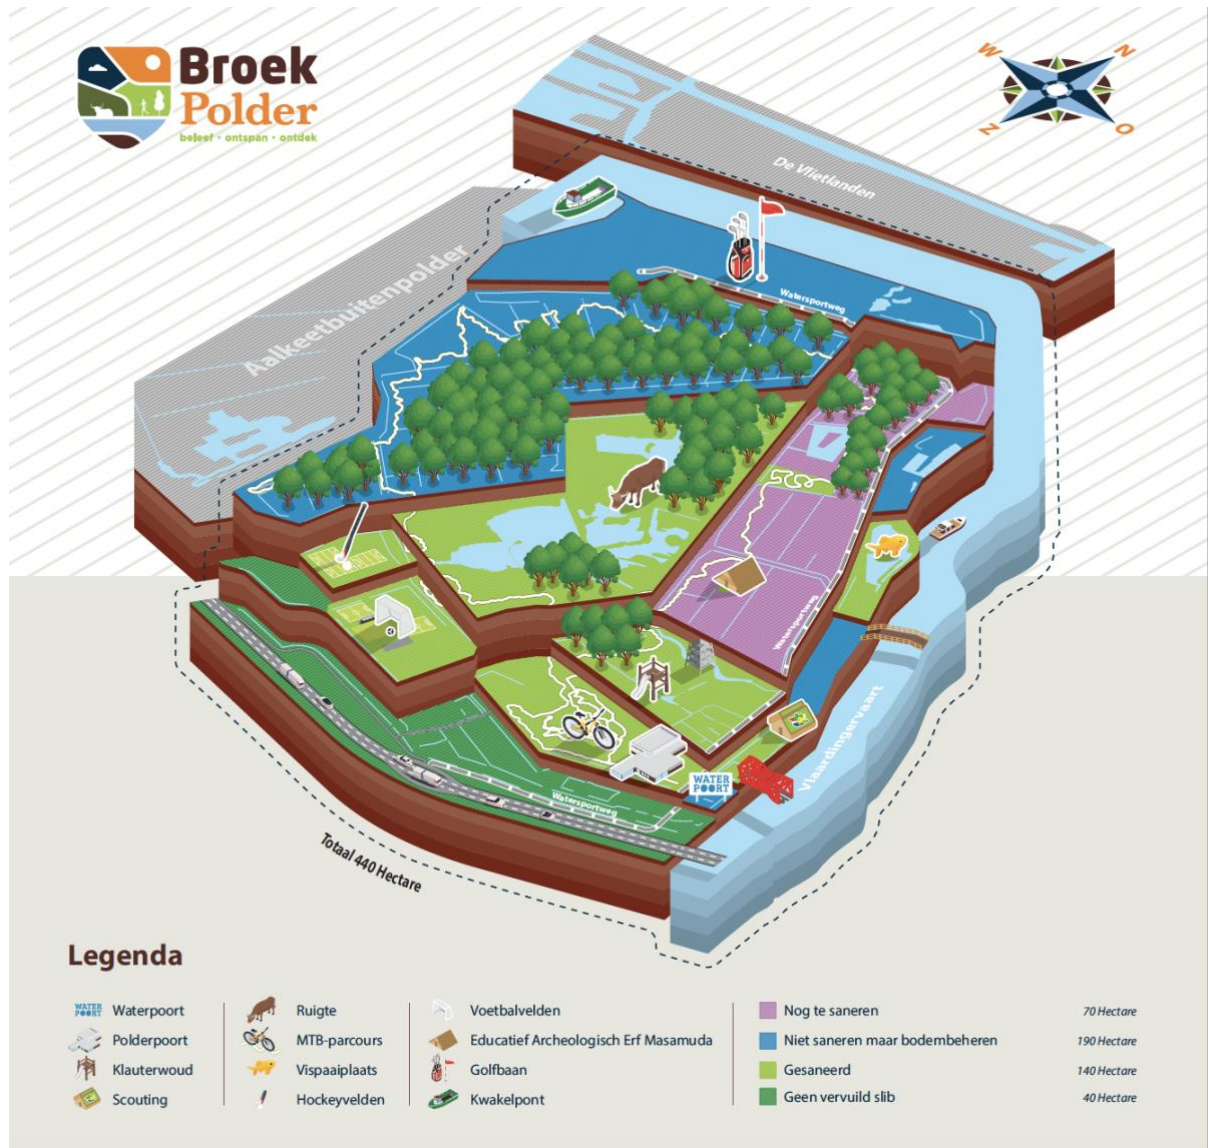 Broek
Polder
beleef · ontspan · ontdek
W
N
Z
O
De Vlietlanden
Aalkeetbuitenpolder
Watersportweg
Watersportweg
Vlaardingervaart
WATER
POORT
Watersportweg
Totaal 440 Hectare
Legenda
WATER
POORT
Waterpoort
Polderpoort
Klauterwoud
Scouting
Ruigte
MTB-parcours
Vispaaiplaats
Hockeyvelden
Voetbalvelden
Educatief Archeologisch Erf Masamuda
Golfbaan
Kwakelpont
Nog te saneren 70 Hectare
Niet saneren maar bodembeheren 190 Hectare
Gesaneerd 140 Hectare
Geen vervuild slib 40 Hectare